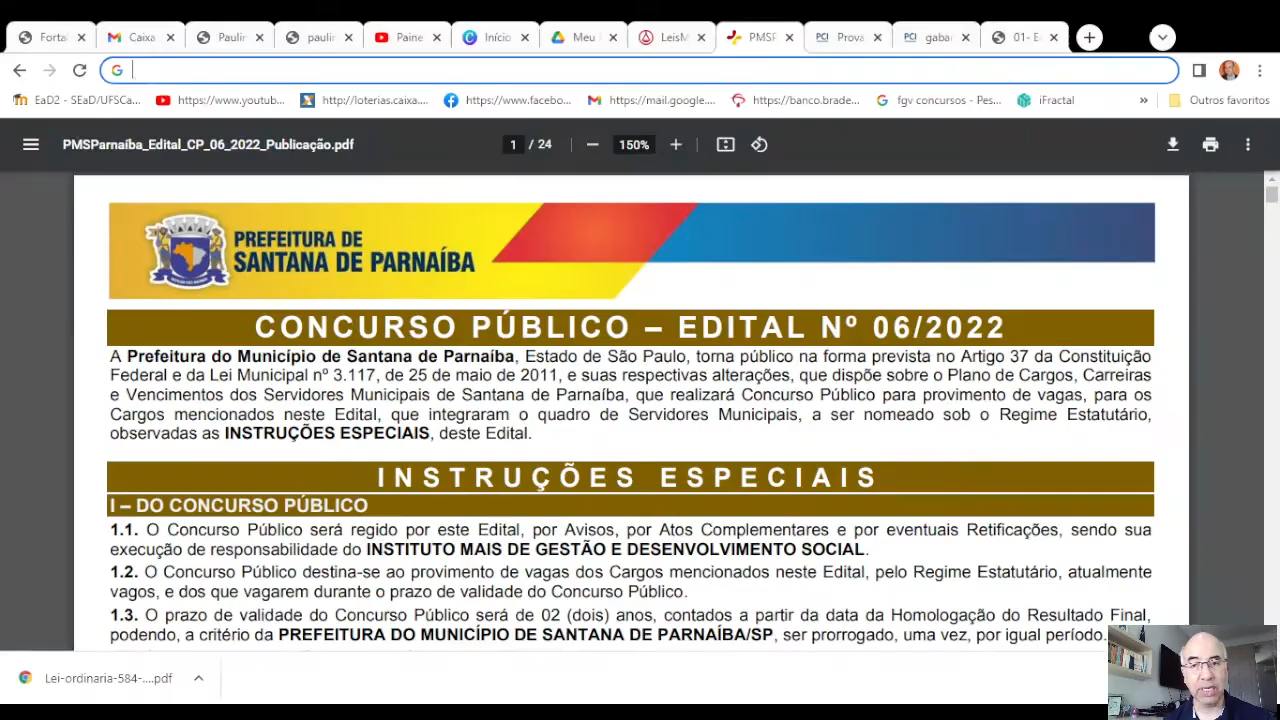 Fortal
Caixa
Paulin
paulin
Paine
Início
Meu
LeisM
PMSP
PCI Prova
PCI gaba
01- E
G
EaD2 - SEaD/UFSCa...
https://www.youtub...
http://loterias.caixa....
https://www.facebo...
https://mail.google....
https://banco.brade...
fgv concursos - Pes...
iFractal
»
Outros favoritos
PMSParnaíba_Edital_CP_06_2022_Publicação.pdf
1 / 24
150%
PREFEITURA DE
SANTANA DE PARNAÍBA
CONCURSO PÚBLICO – EDITAL Nº 06/2022
A Prefeitura do Município de Santana de Parnaíba, Estado de São Paulo, torna público na forma prevista no Artigo 37 da Constituição
Federal e da Lei Municipal nº 3.117, de 25 de maio de 2011, e suas respectivas alterações, que dispõe sobre o Plano de Cargos, Carreiras
e Vencimentos dos Servidores Municipais de Santana de Parnaíba, que realizará Concurso Público para provimento de vagas, para os
Cargos mencionados neste Edital, que integraram o quadro de Servidores Municipais, a ser nomeado sob o Regime Estatutário,
observadas as INSTRUÇÕES ESPECIAIS, deste Edital.
INSTRUÇÕES ESPECIAIS
I – DO CONCURSO PÚBLICO
1.1. O Concurso Público será regido por este Edital, por Avisos, por Atos Complementares e por eventuais Retificações, sendo sua
execução de responsabilidade do INSTITUTO MAIS DE GESTÃO E DESENVOLVIMENTO SOCIAL.
1.2. O Concurso Público destina-se ao provimento de vagas dos Cargos mencionados neste Edital, pelo Regime Estatutário, atualmente
vagos, e dos que vagarem durante o prazo de validade do Concurso Público.
1.3. O prazo de validade do Concurso Público será de 02 (dois) anos, contados a partir da data da Homologação do Resultado Final,
podendo, a critério da PREFEITURA DO MUNICÍPIO DE SANTANA DE PARNAÍBA/SP, ser prorrogado, uma vez, por igual período.
Lei-ordinaria-584-....pdf